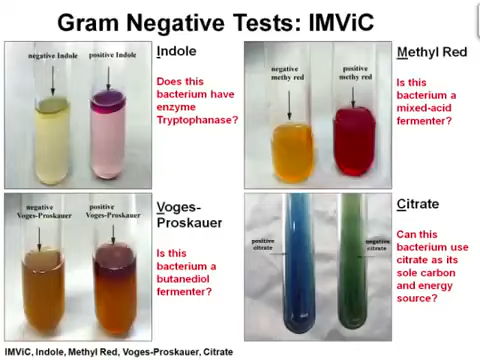 Gram Negative Tests: IMViC
negative Indole
positive Indole
Indole
Does this
bacterium have
enzyme
Tryptophanase?
negative
methy red
positive
methy red
Methyl Red
Is this
bacterium a
mixed-acid
fermenter?
negative
Voges-Proskauer
positive
Voges-Proskauer
Voges-
Proskauer
Is this
bacterium a
butanediol
fermenter?
positive
citrate
negative
citrate
Citrate
Can this
bacterium use
citrate as its
sole carbon
and energy
source?
IMViC, Indole, Methyl Red, Voges-Proskauer, Citrate